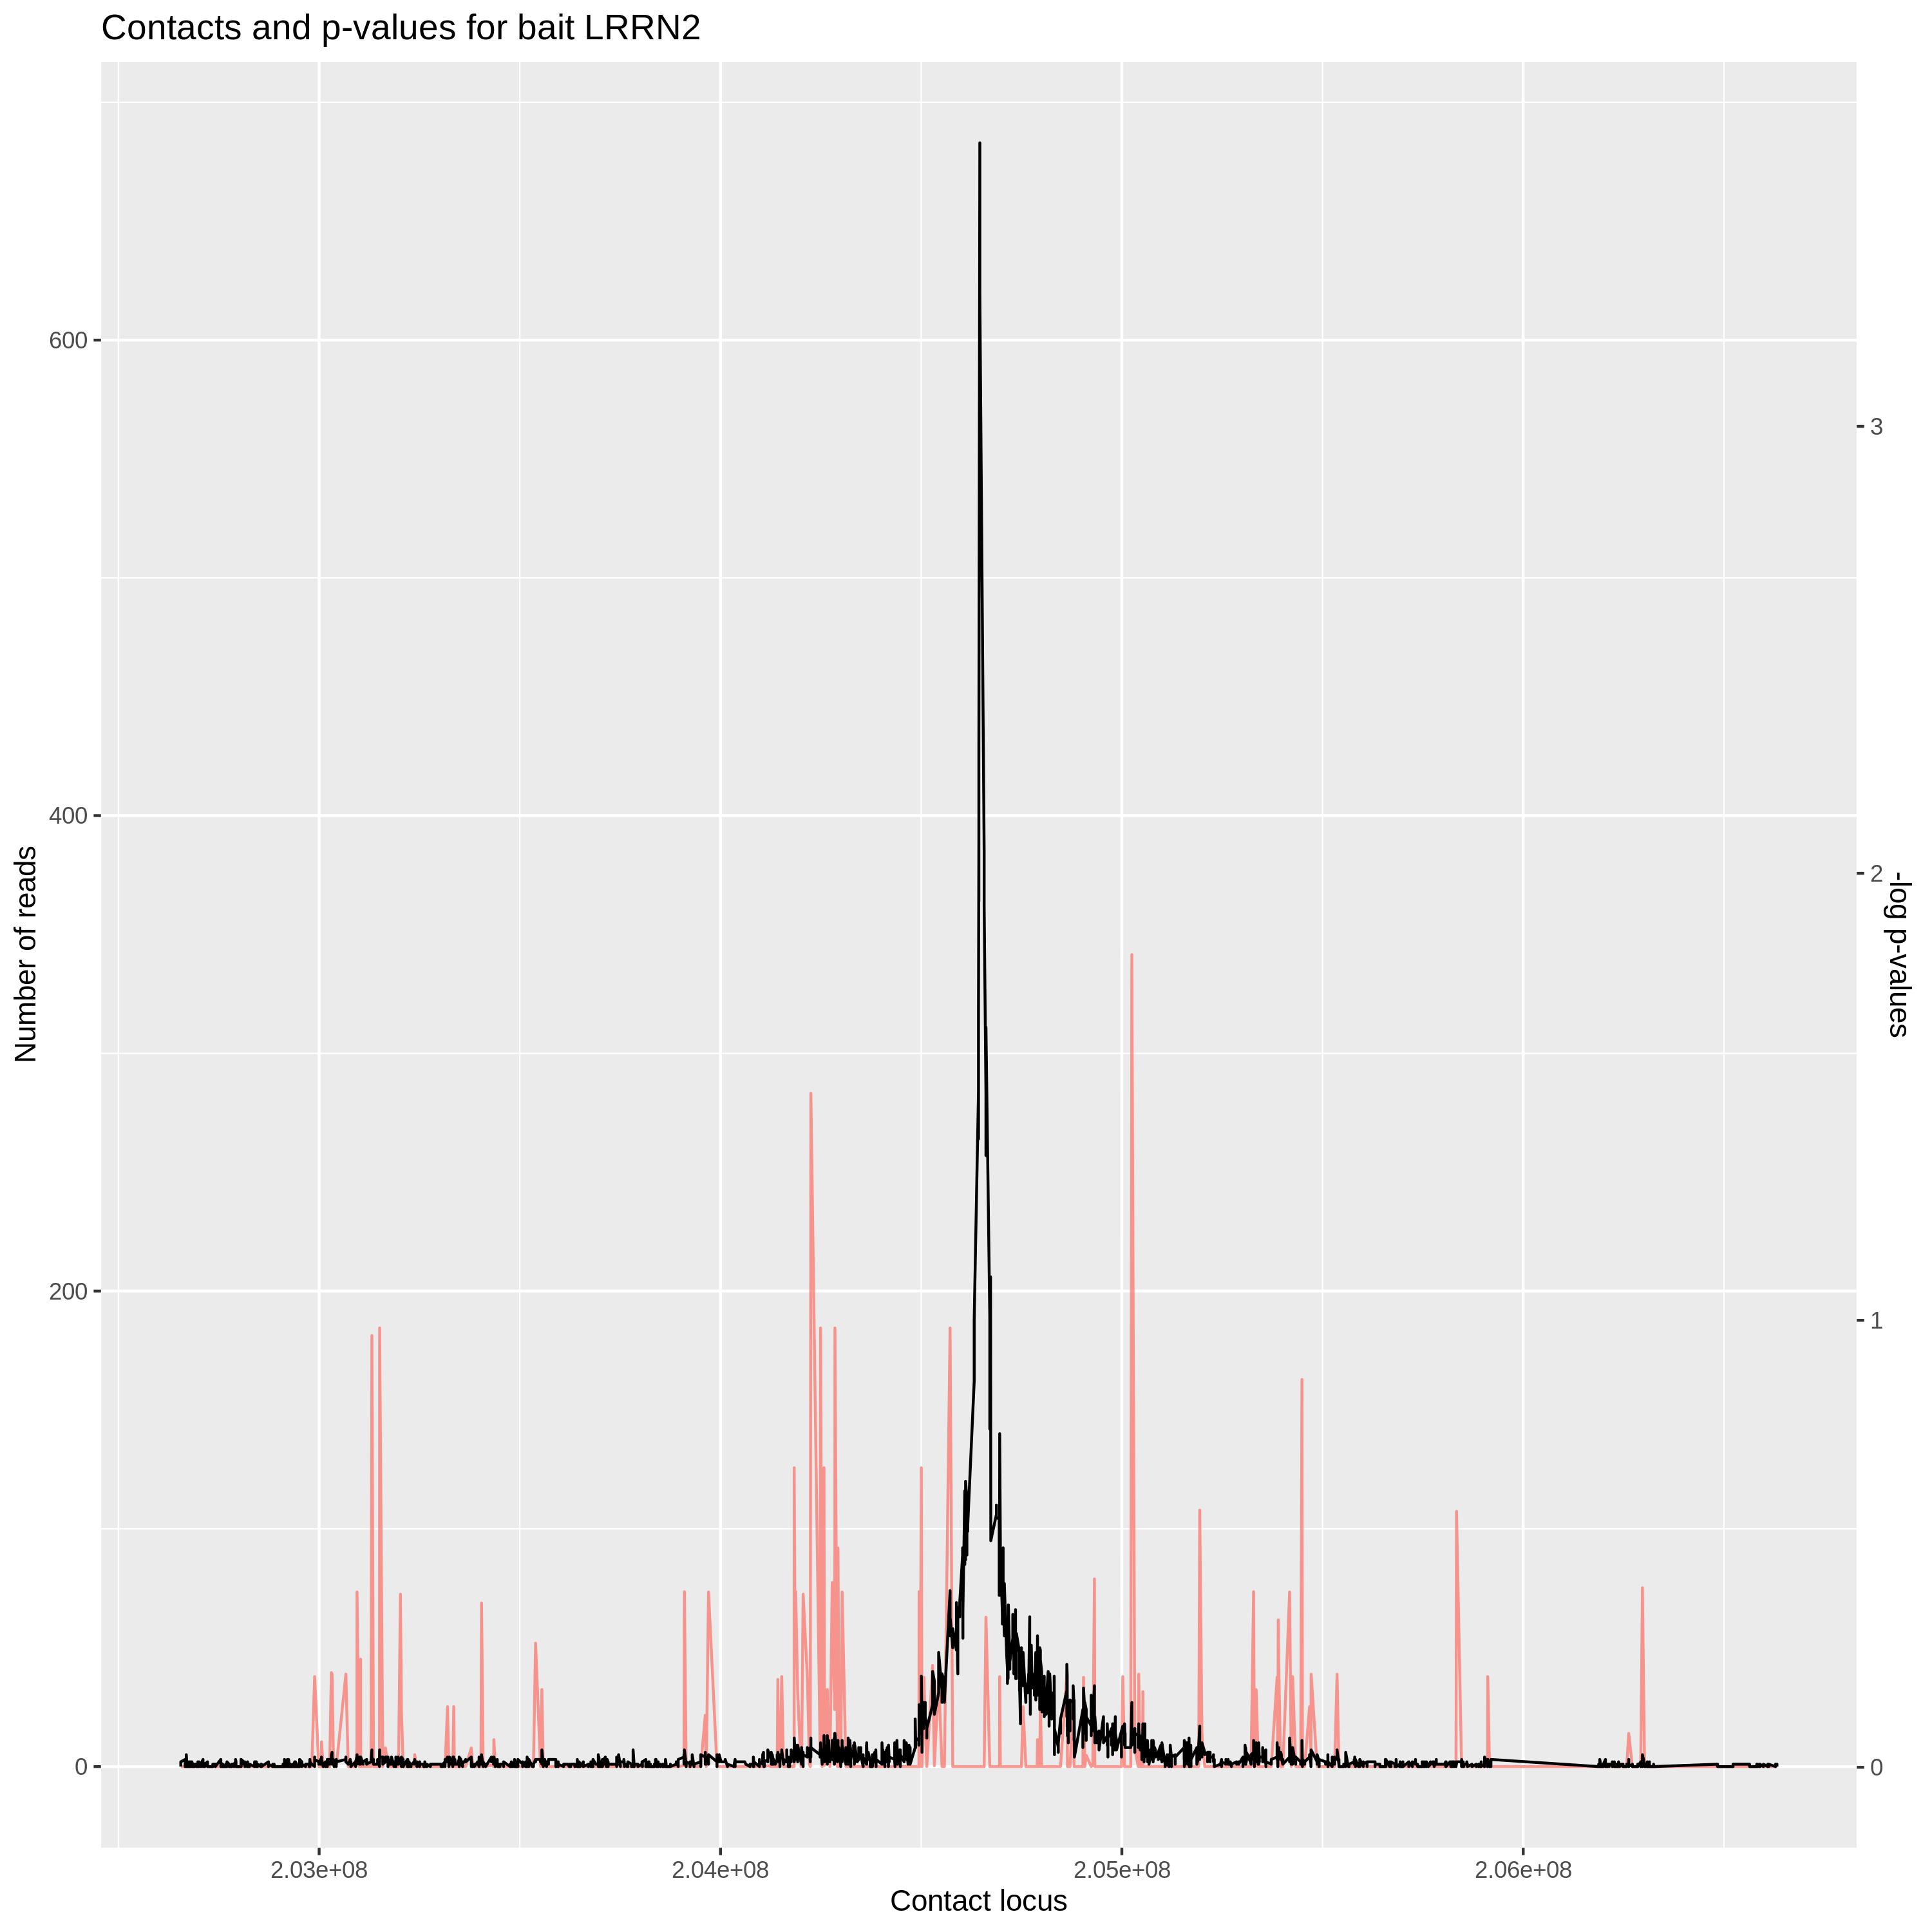 Contacts and p-values for bait LRRN2
600
400
200
0
Number of reads
3
2
1
0
-log p-values
2.03e+08
2.04e+08
2.05e+08
2.06e+08
Contact locus